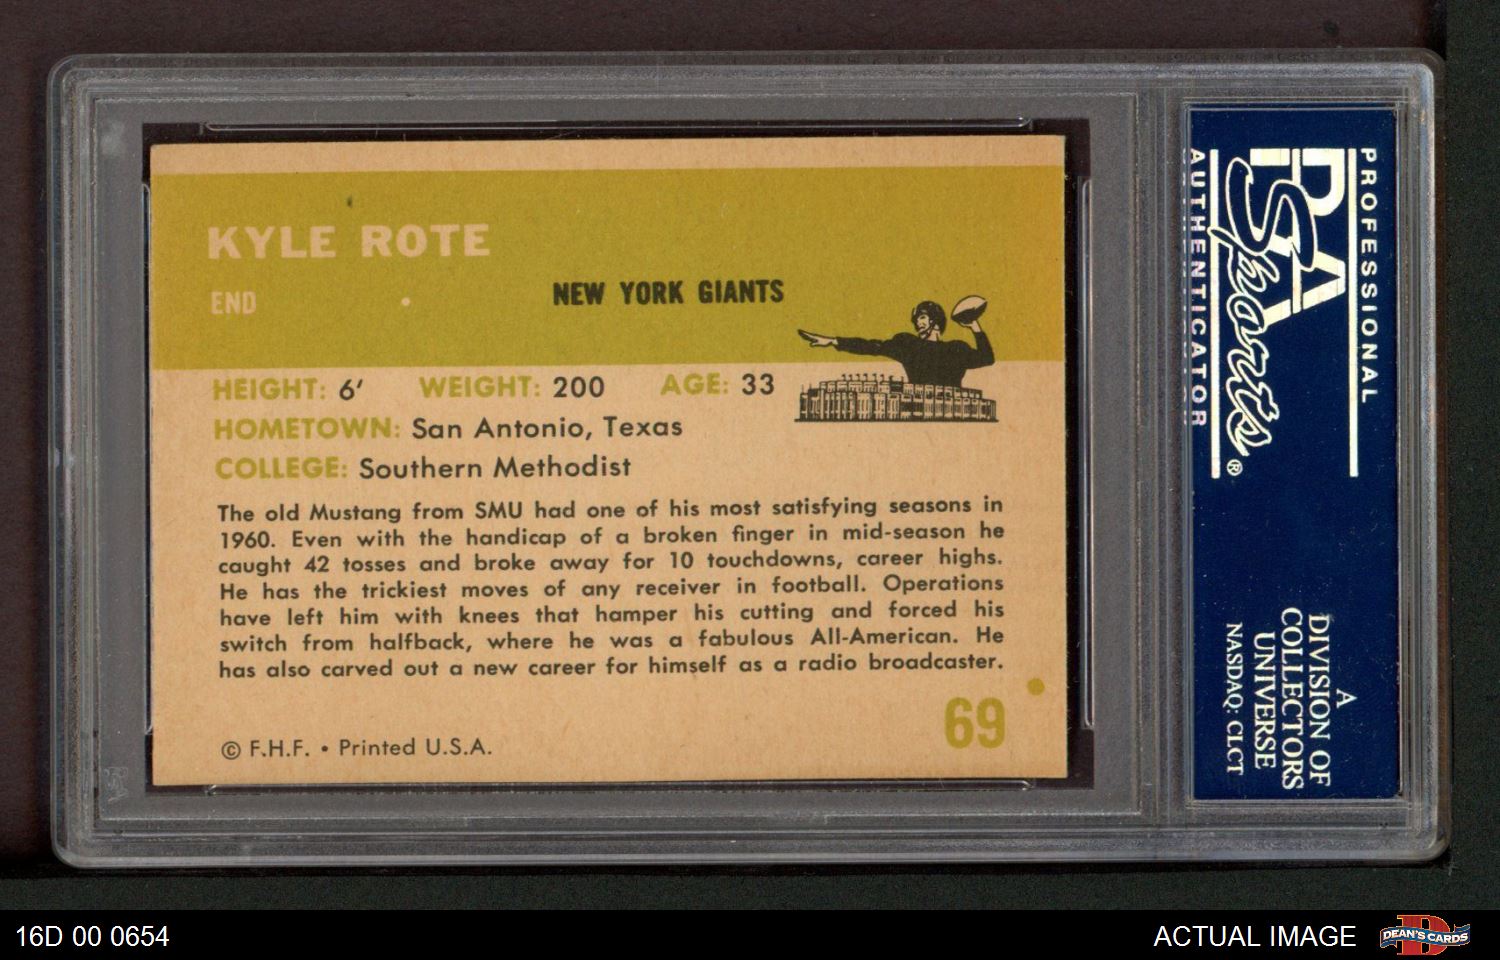 KYLE ROTE
END
NEW YORK GIANTS
HEIGHT: 6' WEIGHT: 200 AGE: 33
HOMETOWN: San Antonio, Texas
COLLEGE: Southern Methodist
The old Mustang from SMU had one of his most satisfying seasons in
1960. Even with the handicap of a broken finger in mid-season he
caught 42 tosses and broke away for 10 touchdowns, career highs.
He has the trickiest moves of any receiver in football. Operations
have left him with knees that hamper his cutting and forced his
switch from halfback, where he was a fabulous All-American. He
has also carved out a new career for himself as a radio broadcaster.
69
© F.H.F. • Printed U.S.A.
PROFESSIONAL
PSA
Sports®
AUTHENTICATOR
A
DIVISION OF
COLLECTORS
UNIVERSE
NASDAQ: CLCT
16D 00 0654
ACTUAL IMAGE
D
DEAN'S CARDS